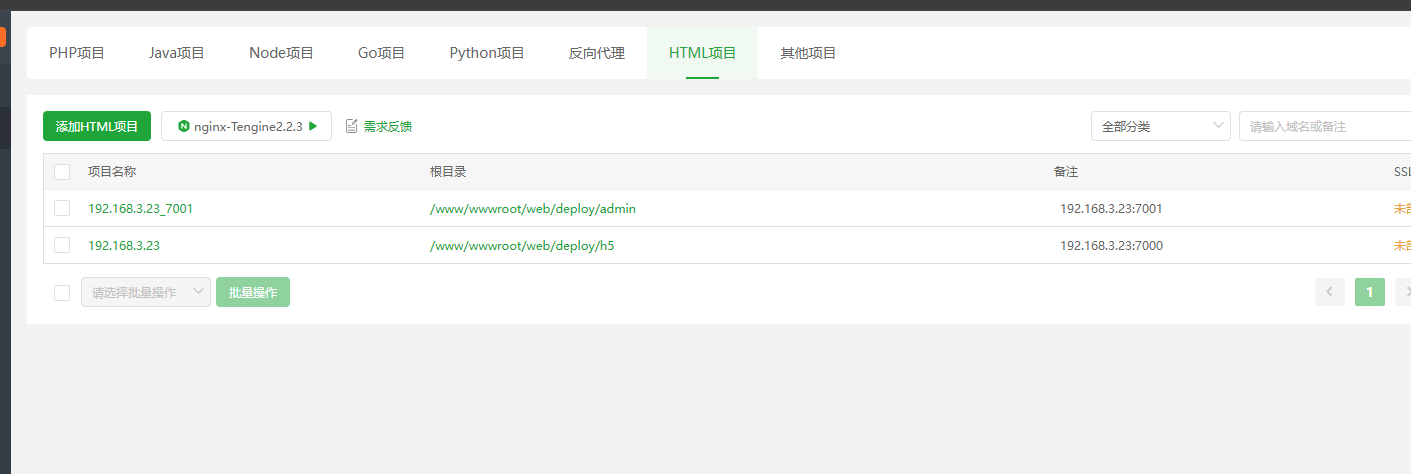 PHP项目 Java项目 Node项目 Go项目 Python项目 反向代理 HTML项目 其他项目
添加HTML项目 nginx-Tengine2.2.3 需求反馈 全部分类 请输入域名或备注
项目名称 根目录 备注 SSL
192.168.3.23_7001 /www/wwwroot/web/deploy/admin 192.168.3.23:7001 未
192.168.3.23 /www/wwwroot/web/deploy/h5 192.168.3.23:7000 未
请选择批量操作 批量操作 1